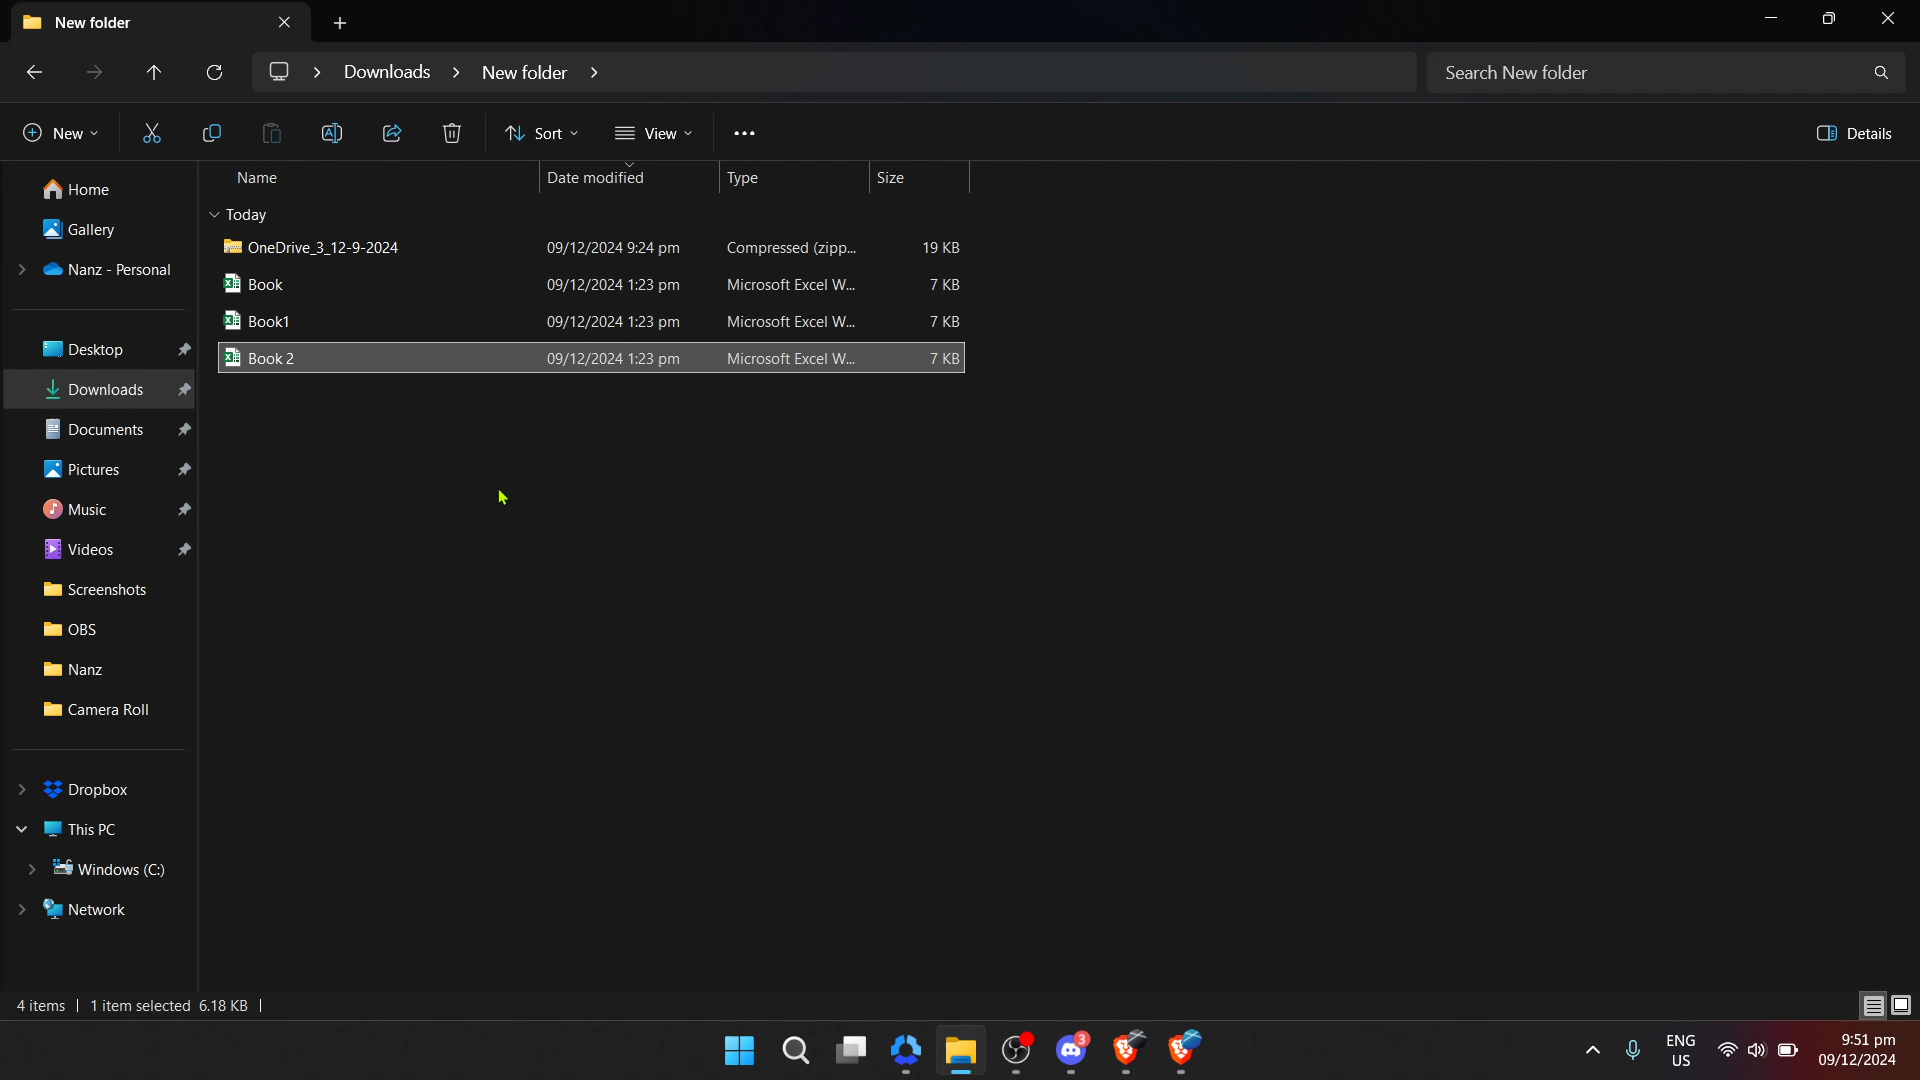 New folder
Downloads
New folder
Search New folder
New
Sort
View
Details
Name
Date modified
Type
Size
Home
Gallery
Nanz - Personal
Desktop
Downloads
Documents
Pictures
Music
Videos
Screenshots
OBS
Nanz
Camera Roll
Dropbox
This PC
Windows (C:)
Network
Today
OneDrive_3_12-9-2024 09/12/2024 9:24 pm Compressed (zipp... 19 KB
Book 09/12/2024 1:23 pm Microsoft Excel W... 7 KB
Book1 09/12/2024 1:23 pm Microsoft Excel W... 7 KB
Book 2 09/12/2024 1:23 pm Microsoft Excel W... 7 KB
4 items 1 item selected 6.18 KB
3
ENG
US
9:51 pm
09/12/2024